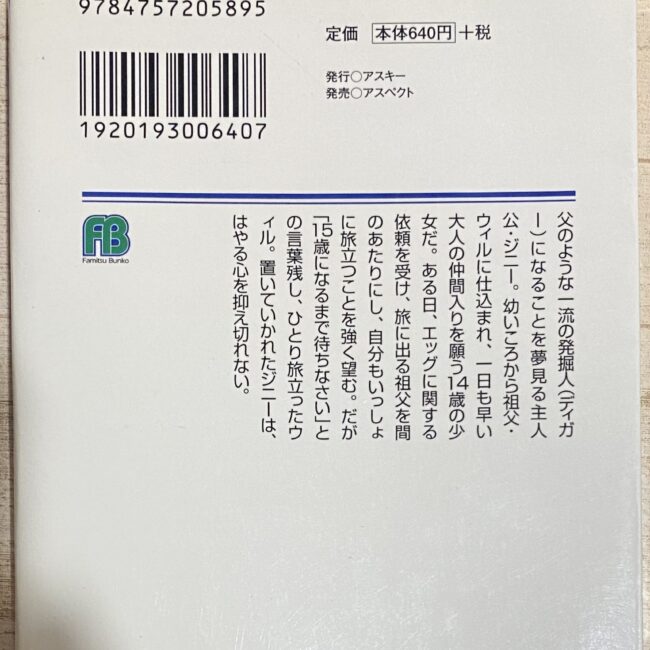 9784757205895
定価 本体640円+税
発行○アスキー
発売○アスペクト
1920193006407
FB
Famitsu Bunko
父のような一流の発掘人(ディガ
ー)になることを夢見る主人
公・ジニー。幼いころから祖父・
ウィルに仕込まれ、一日も早い
大人の仲間入りを願う14歳の少
女だ。ある日、エッグに関する
依頼を受け、旅に出る祖父を間
のあたりにし、自分もいっしょ
に旅立つことを強く望む。だが
「15歳になるまで待ちなさい」と
の言葉残し、ひとり旅立ったウ
ィル。置いていかれたジニーは、
はやる心を抑え切れない。